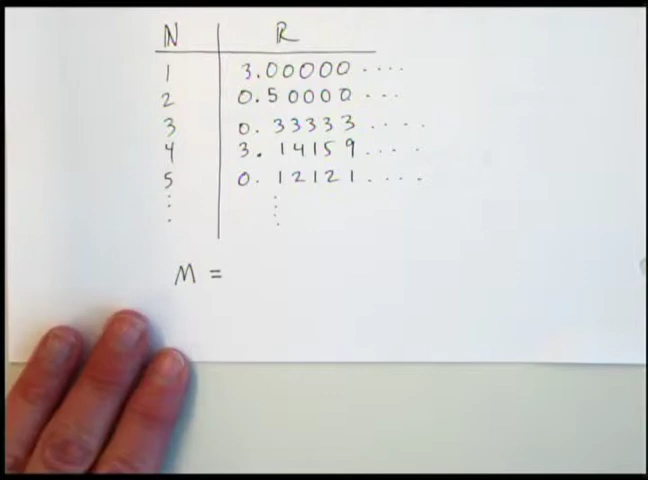 N R
1 3.00000 ....
2 0.50000 ...
3 0.33333 ....
4 3.14159 ....
5 0.12121 ....
⋮ ⋮
M =